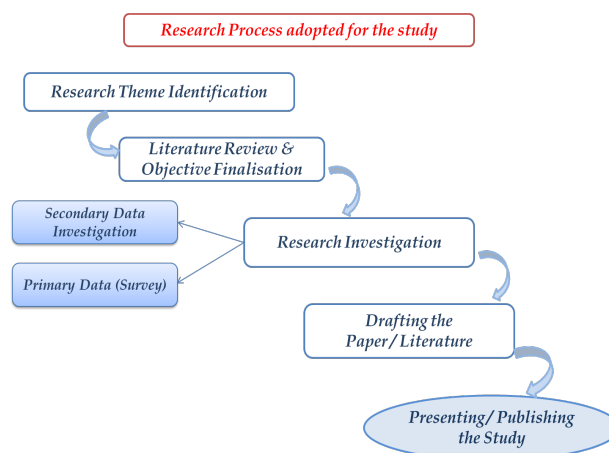 Research Process adopted for the study
Research Theme Identification
Literature Review &
Objective Finalisation
Secondary Data
Investigation
Research Investigation
Primary Data (Survey)
Drafting the
Paper/ Literature
Presenting/ Publishing
the Study